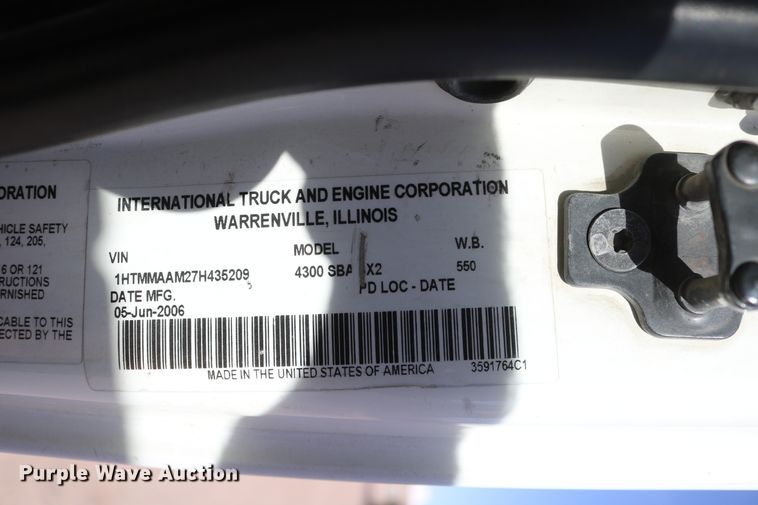 ORATION
HICLE SAFETY
, 124, 205,
6 OR 121
RUCTIONS
RNISHED
CABLE TO THIS
ECTED BY THE
INTERNATIONAL TRUCK AND ENGINE CORPORATION
WARRENVILLE, ILLINOIS
VIN MODEL W.B.
1HTMMAAM27H435209 4300 SBA X2 550
DATE MFG. PD LOC - DATE
05-Jun-2006
MADE IN THE UNITED STATES OF AMERICA 3591764C1
Purple Wave Auction